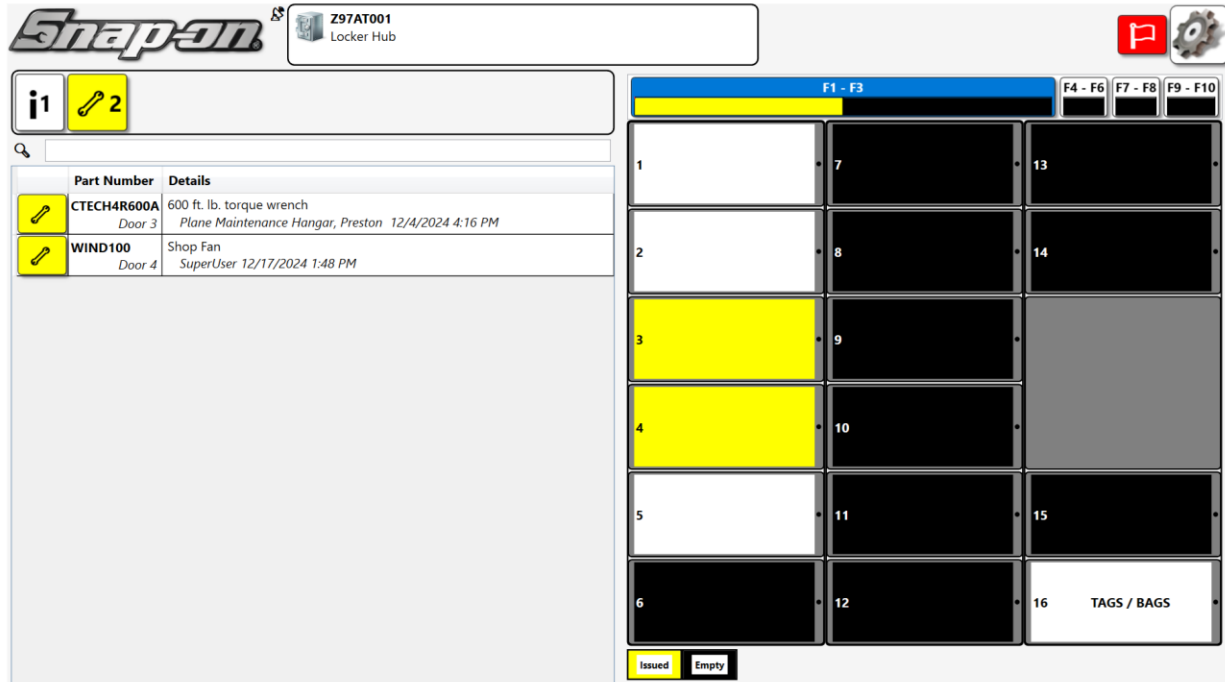 Snap-on
Z97AT001
Locker Hub
i1
2
F1 - F3
F4 - F6
F7 - F8
F9 - F10
Part Number Details
CTECH4R600A 600 ft. lb. torque wrench
Door 3 Plane Maintenance Hangar, Preston 12/4/2024 4:16 PM
WIND100 Shop Fan
Door 4 SuperUser 12/17/2024 1:48 PM
1
7
13
2
8
14
3
9
4
10
5
11
15
6
12
16 TAGS / BAGS
Issued
Empty